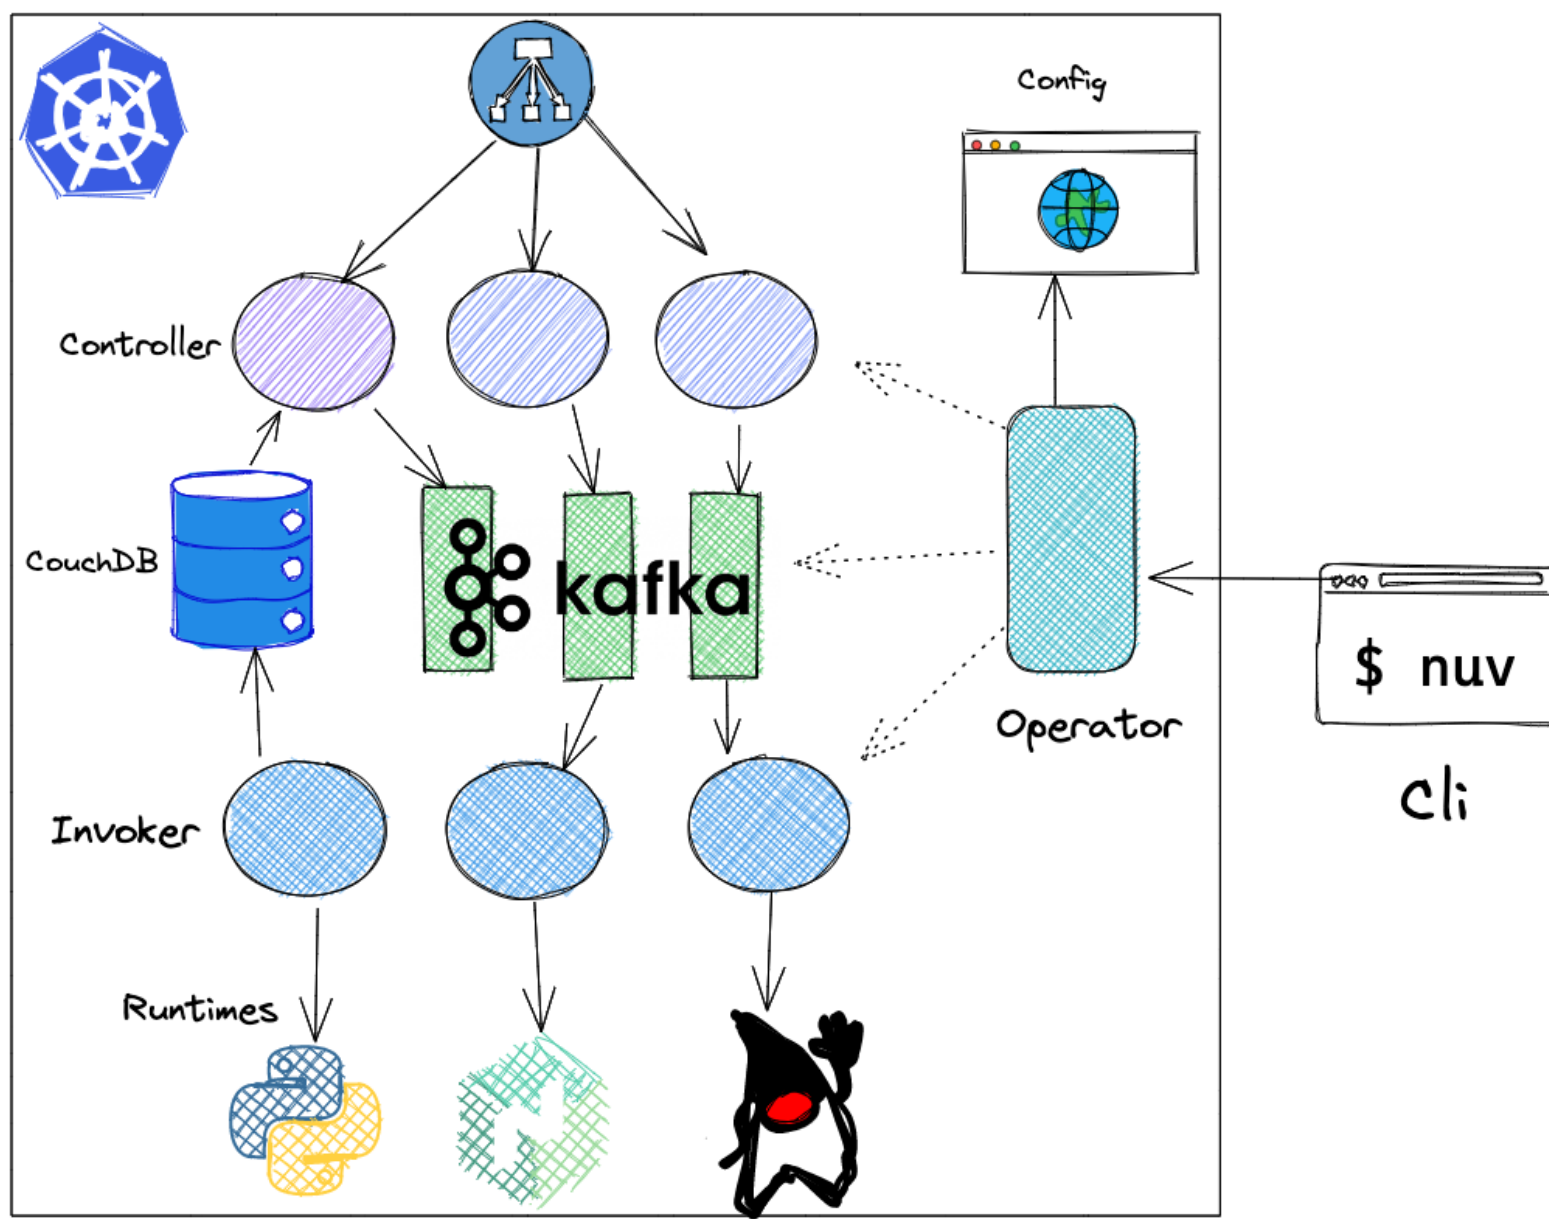 Config
Controller
CouchDB
kafka
$ nuv
Operator
Cli
Invoker
Runtimes